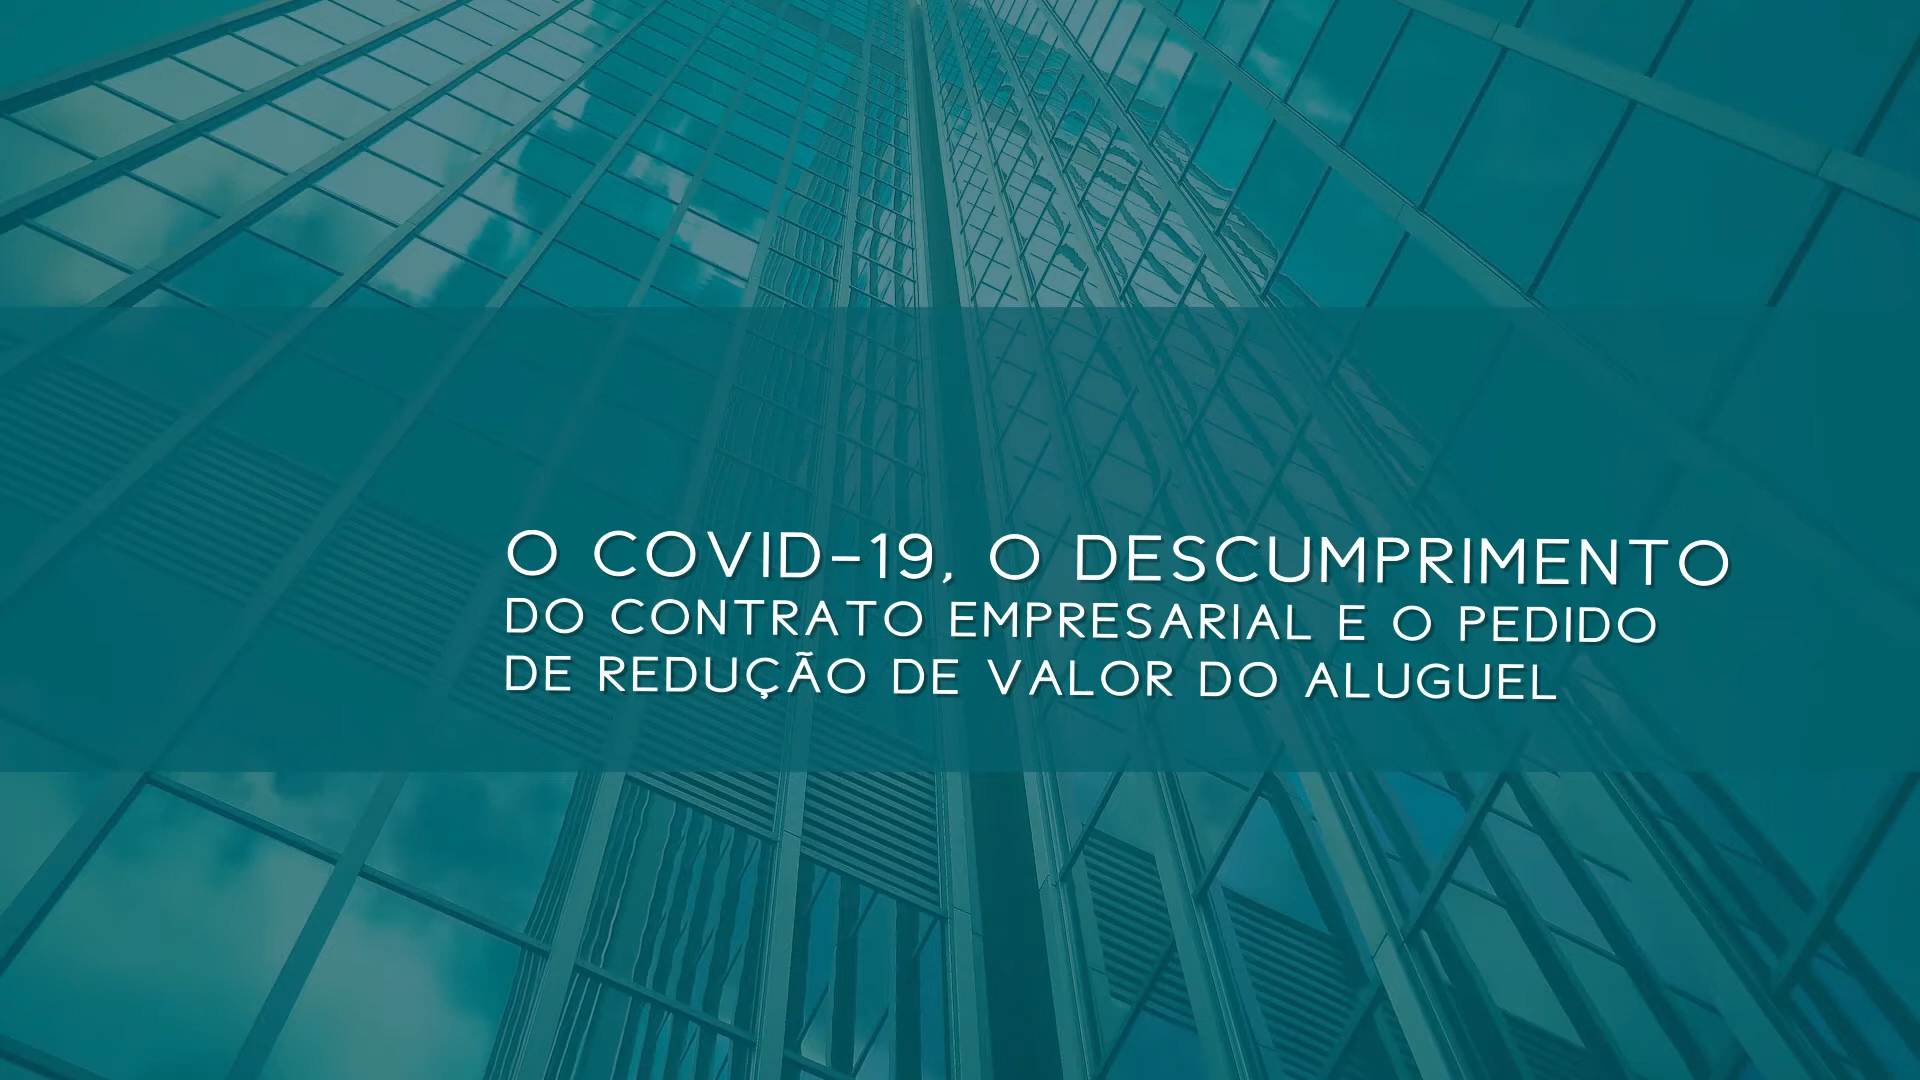 O COVID-19, O DESCUMPRIMENTO
DO CONTRATO EMPRESARIAL E O PEDIDO
DE REDUÇÃO DE VALOR DO ALUGUEL